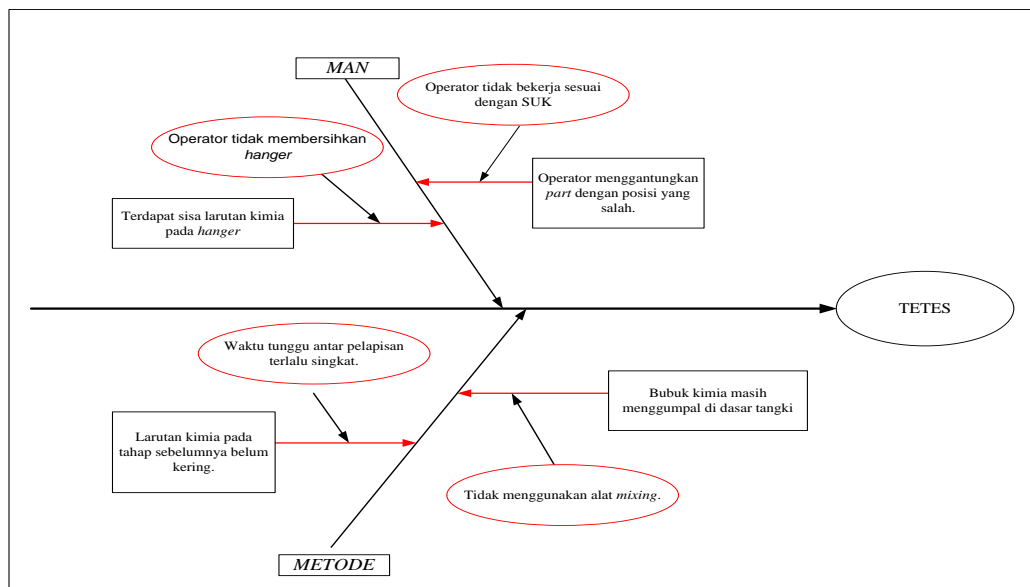 MAN
Operator tidak bekerja sesuai
dengan SUK
Operator tidak membersihkan
hanger
Operator menggantungkan
part dengan posisi yang
salah.
Terdapat sisa larutan kimia
pada hanger
TETES
Waktu tunggu antar pelapisan
terlalu singkat.
Bubuk kimia masih
menggumpal di dasar tangki
Larutan kimia pada
tahap sebelumnya belum
kering.
Tidak menggunakan alat mixing.
METODE